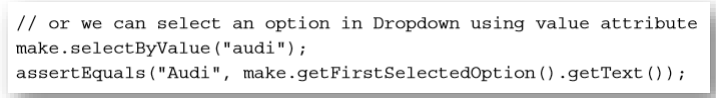 // or we can select an option in Dropdown using value attribute
make.selectByValue("audi");
assertEquals("Audi", make.getFirstSelectedOption().getText());